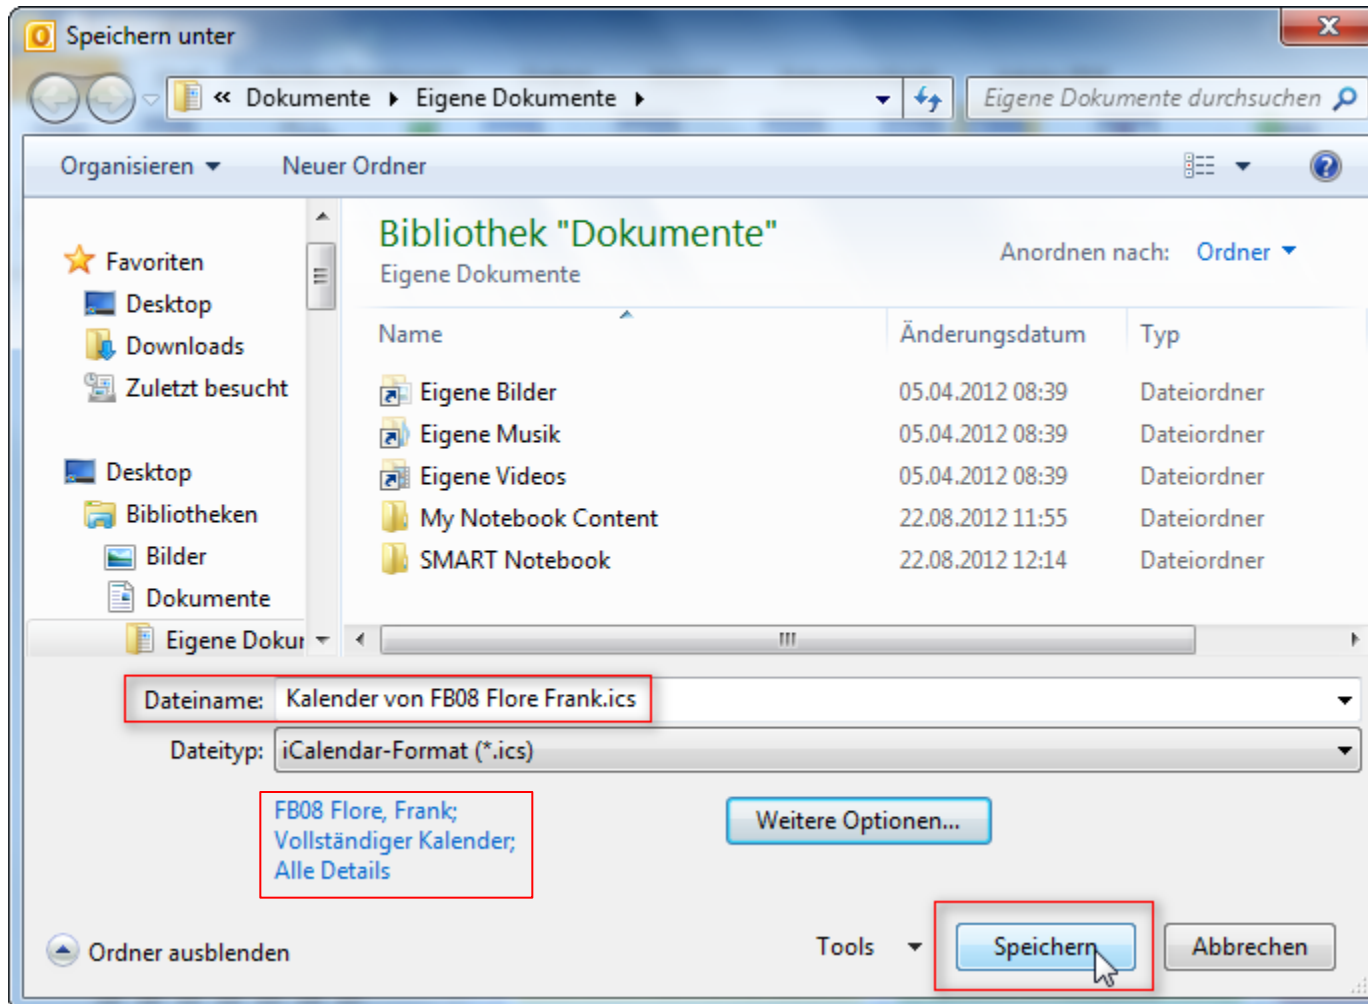 Speichern unter
« Dokumente ▸ Eigene Dokumente ▸
Eigene Dokumente durchsuchen
Organisieren
Neuer Ordner
Favoriten
Desktop
Downloads
Zuletzt besucht
Desktop
Bibliotheken
Bilder
Dokumente
Eigene Dokur
Bibliothek "Dokumente"
Eigene Dokumente
Anordnen nach: Ordner
Name Änderungsdatum Typ
Eigene Bilder 05.04.2012 08:39 Dateiordner
Eigene Musik 05.04.2012 08:39 Dateiordner
Eigene Videos 05.04.2012 08:39 Dateiordner
My Notebook Content 22.08.2012 11:55 Dateiordner
SMART Notebook 22.08.2012 12:14 Dateiordner
Dateiname: Kalender von FB08 Flore Frank.ics
Dateityp: iCalendar-Format (*.ics)
FB08 Flore, Frank;
Vollständiger Kalender;
Alle Details
Weitere Optionen...
Ordner ausblenden
Tools
Speichern
Abbrechen